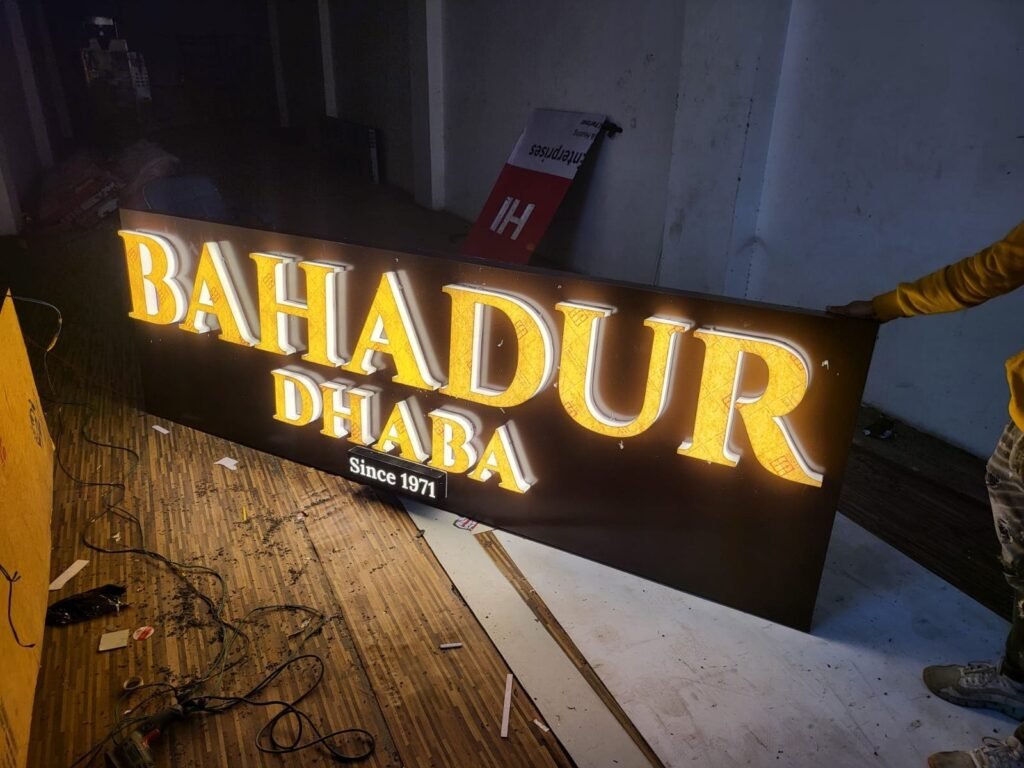 BAHADUR
DHABA
Since 1971
Enterprises
HI